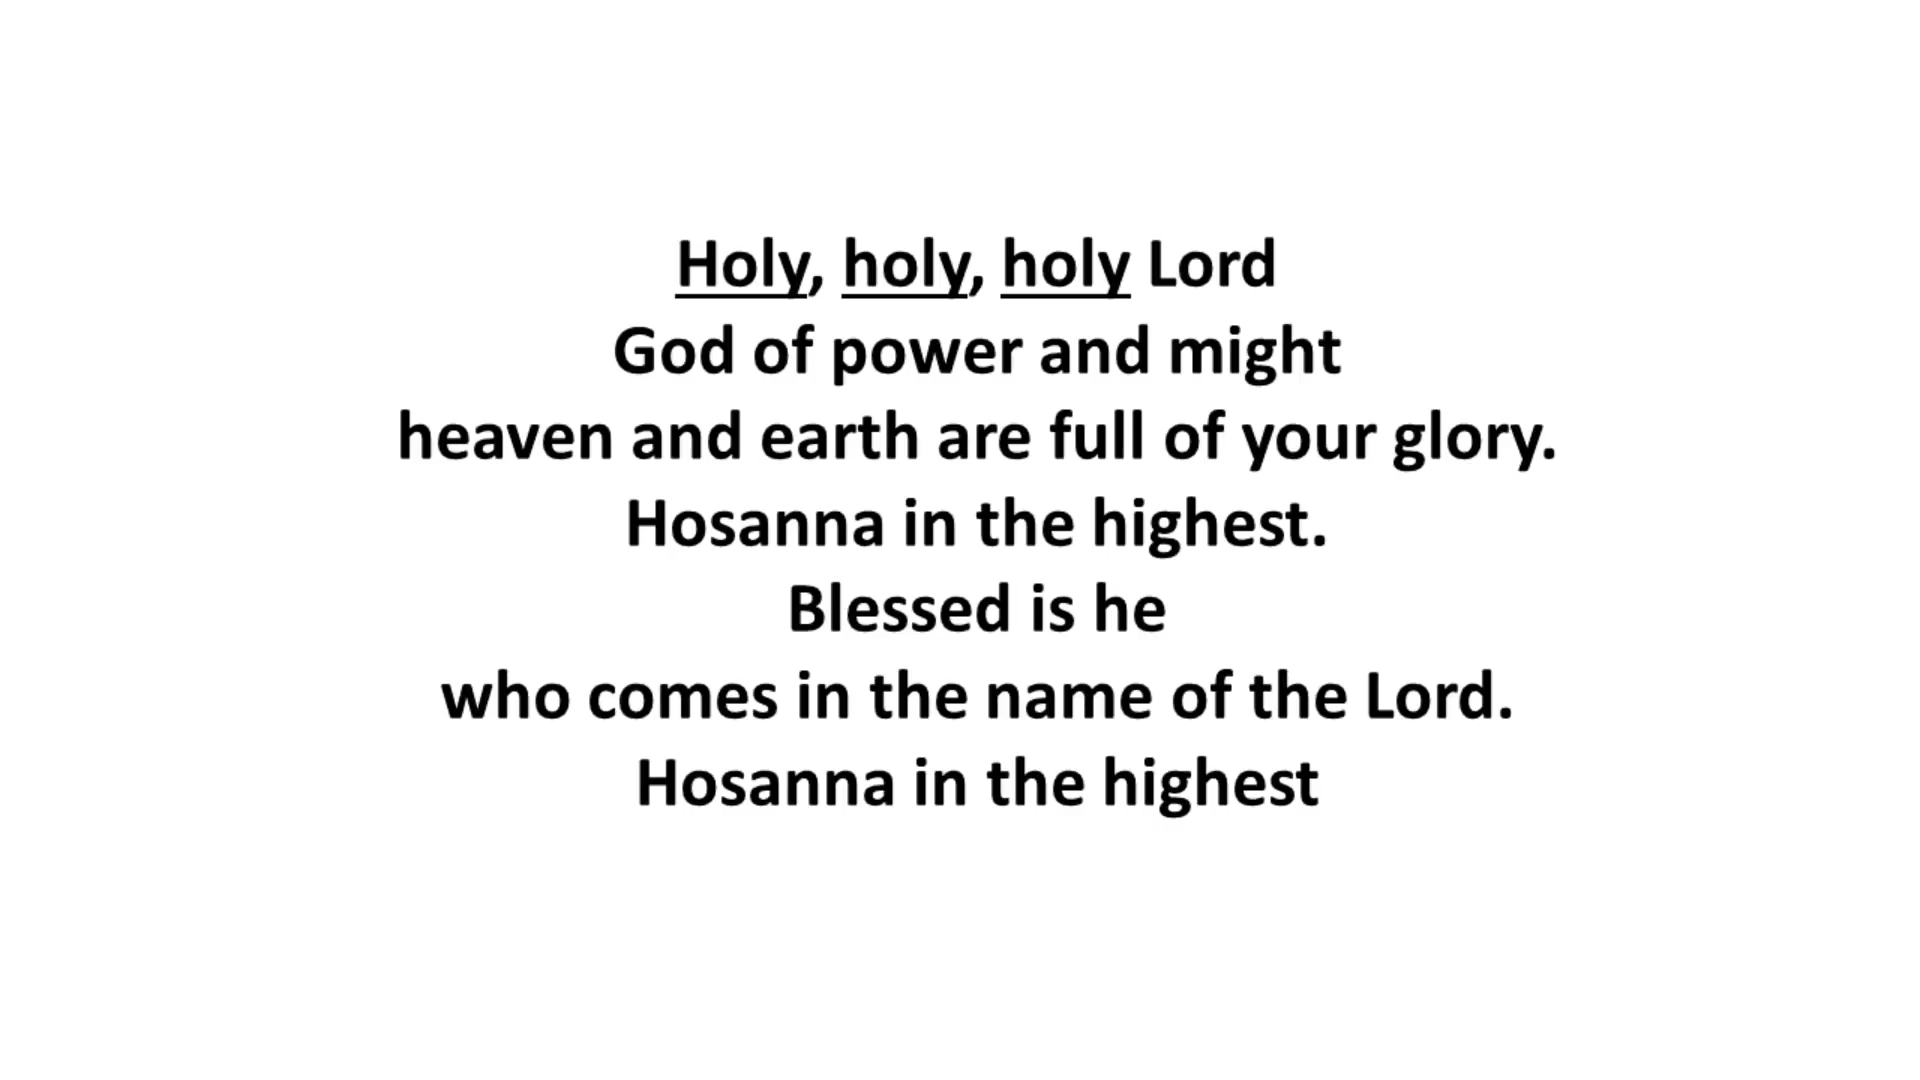 Holy, holy, holy Lord
God of power and might
heaven and earth are full of your glory.
Hosanna in the highest.
Blessed is he
who comes in the name of the Lord.
Hosanna in the highest